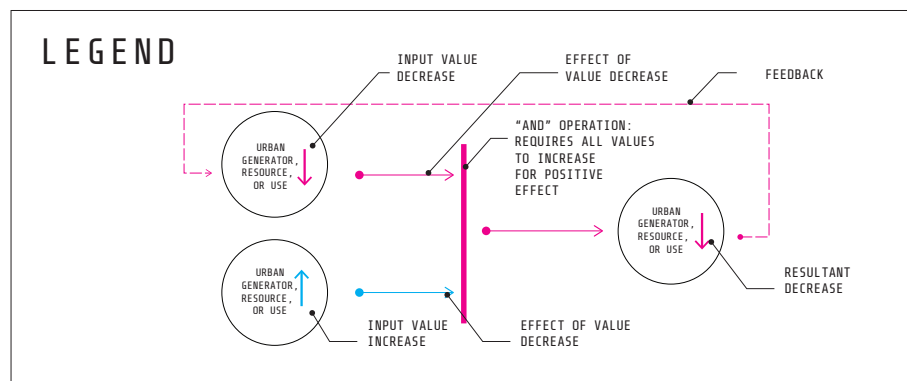 LEGEND
INPUT VALUE
DECREASE
EFFECT OF
VALUE DECREASE
FEEDBACK
"AND" OPERATION:
REQUIRES ALL VALUES
TO INCREASE
FOR POSITIVE
EFFECT
URBAN
GENERATOR,
RESOURCE,
OR USE
URBAN
GENERATOR,
RESOURCE,
OR USE
URBAN
GENERATOR,
RESOURCE,
OR USE
RESULTANT
DECREASE
INPUT VALUE
INCREASE
EFFECT OF VALUE
DECREASE